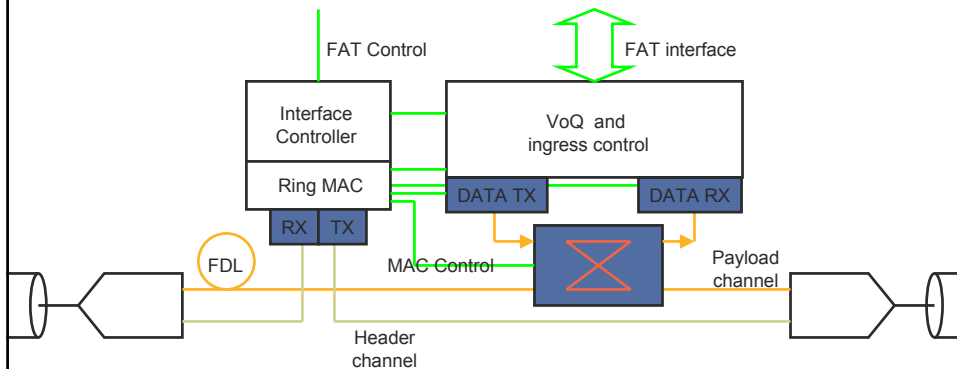 FAT Control
FAT interface
Interface
Controller
VoQ and
ingress control
Ring MAC
DATA TX
DATA RX
RX
TX
FDL
MAC Control
Payload
channel
Header
channel